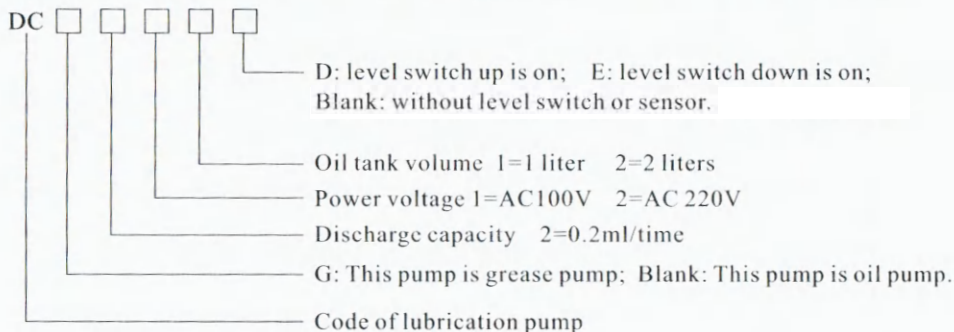 DC □ □ □ □ □
D: level switch up is on; E: level switch down is on;
Blank: without level switch or sensor.
Oil tank volume 1=1 liter 2=2 liters
Power voltage 1=AC100V 2=AC 220V
Discharge capacity 2=0.2ml/time
G: This pump is grease pump; Blank: This pump is oil pump.
Code of lubrication pump